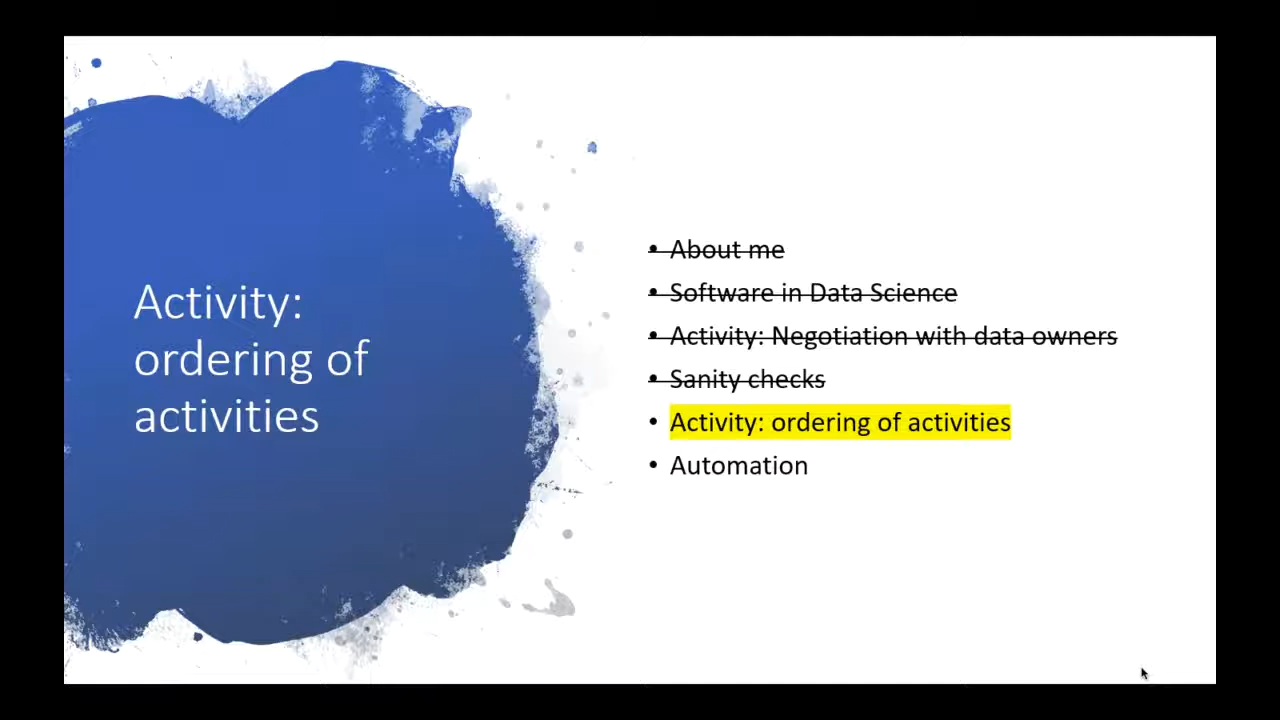 Activity:
ordering of
activities
• About me
• Software in Data Science
• Activity: Negotiation with data owners
• Sanity checks
• Activity: ordering of activities
• Automation